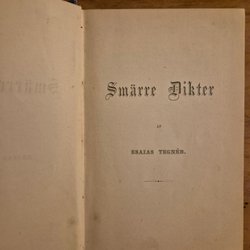 Smärre Dikter
AF
ESAIAS TEGNÉR.